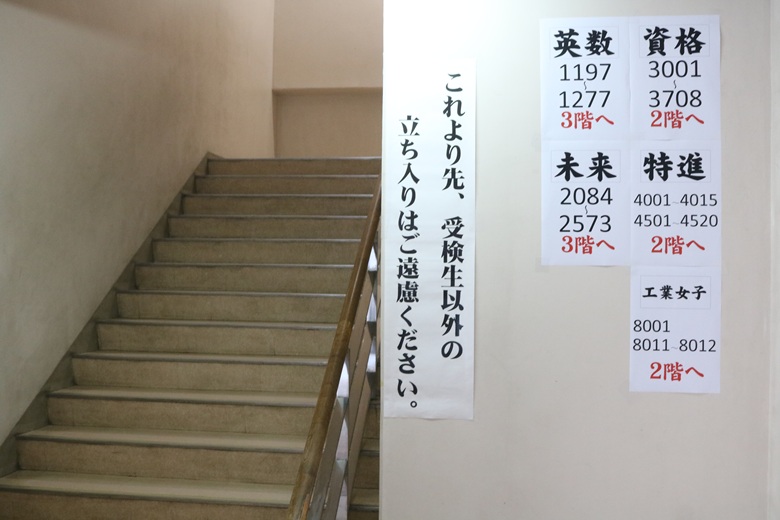 これより先、受検生以外の
立ち入りはご遠慮ください。
英数
1197
～
1277
3階へ
資格
3001
～
3708
2階へ
未来
2084
～
2573
3階へ
特進
4001～4015
4501～4520
2階へ
工業女子
8001
8011～8012
2階へ